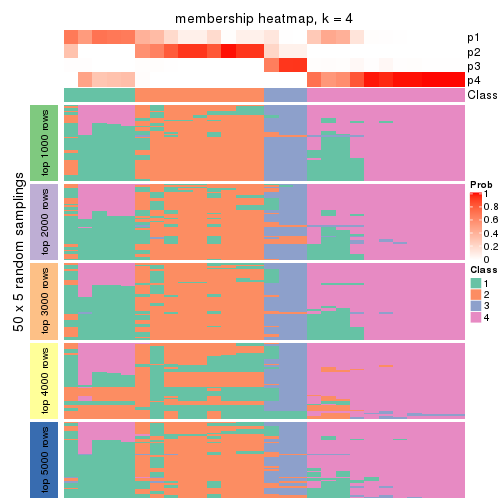 membership heatmap, k = 4
p1
p2
p3
p4
Class
50 x 5 random samplings
top 1000 rows
top 2000 rows
top 3000 rows
top 4000 rows
top 5000 rows
Prob
1
0.8
0.6
0.4
0.2
0
Class
1
2
3
4